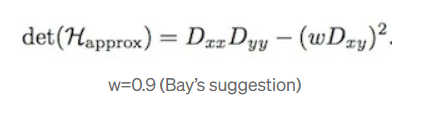 det(ℋapprox) = DxxDyy − (wDxy)².
w=0.9 (Bay's suggestion)